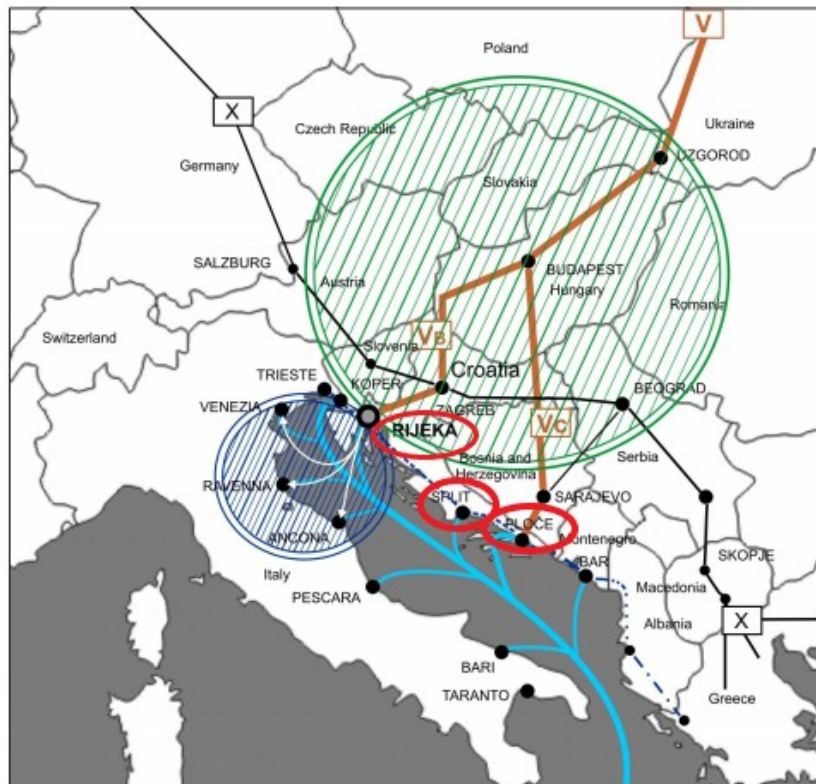 V
Poland
X
Czech Republic
Ukraine
Germany
UZGOROD
Slovakia
SALZBURG
BUDAPEST
Austria
Hungary
Romania
Switzerland
VB
Slovenia
Croatia
TRIESTE
KOPER
BEOGRAD
VENEZIA
ZAGREB
VC
RIJEKA
Bosnia and
Herzegovina
Serbia
RAVENNA
SPLIT
SARAJEVO
PLOCE
ANCONA
Montenegro
SKOPJE
BAR
Italy
Macedonia
PESCARA
Albania
X
BARI
TARANTO
Greece